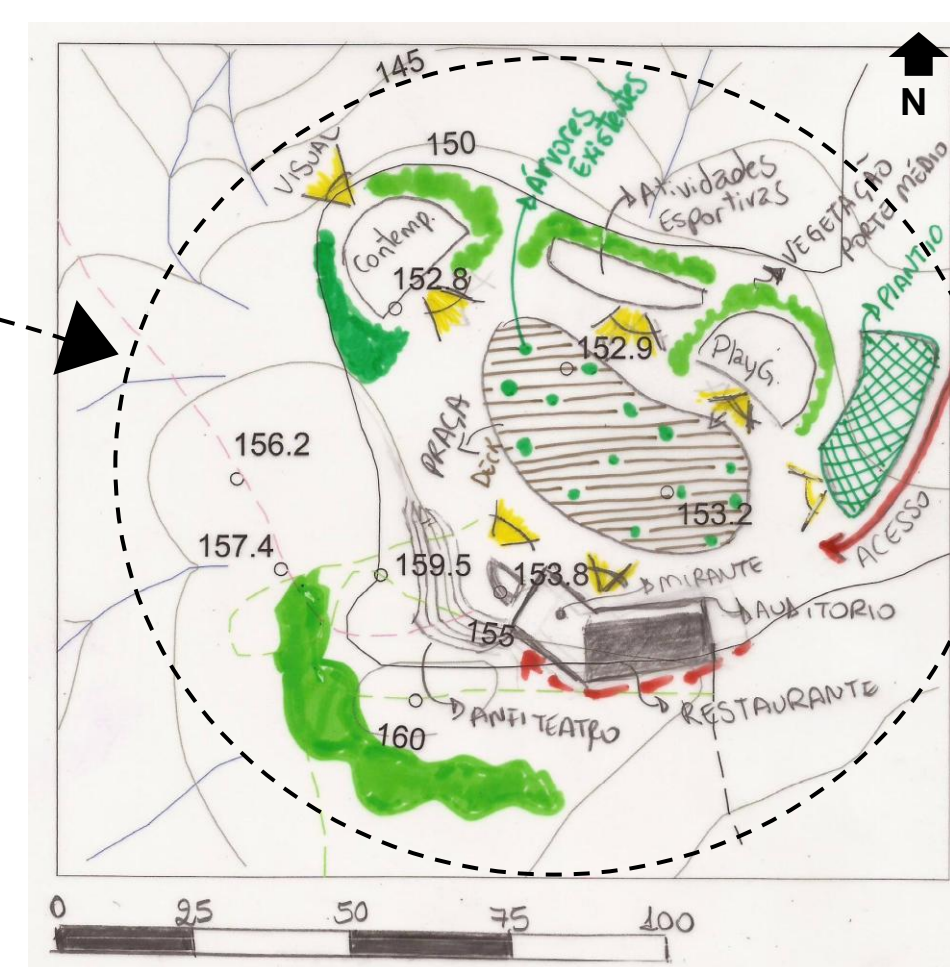 145
N
150
VISUAL
ÁRVORES
EXISTENTES
Atividades
Esportivas
VEGETAÇÃO
PORTE MÉDIO
PLANTIO
Contemp.
152.8
152.9
PlayG.
PRAÇA
DECK
156.2
153.2
157.4
159.5
153.8
MIRANTE
ACESSO
AUDITORIO
155
RESTAURANTE
ANFITEATRO
160
0 25 50 75 100